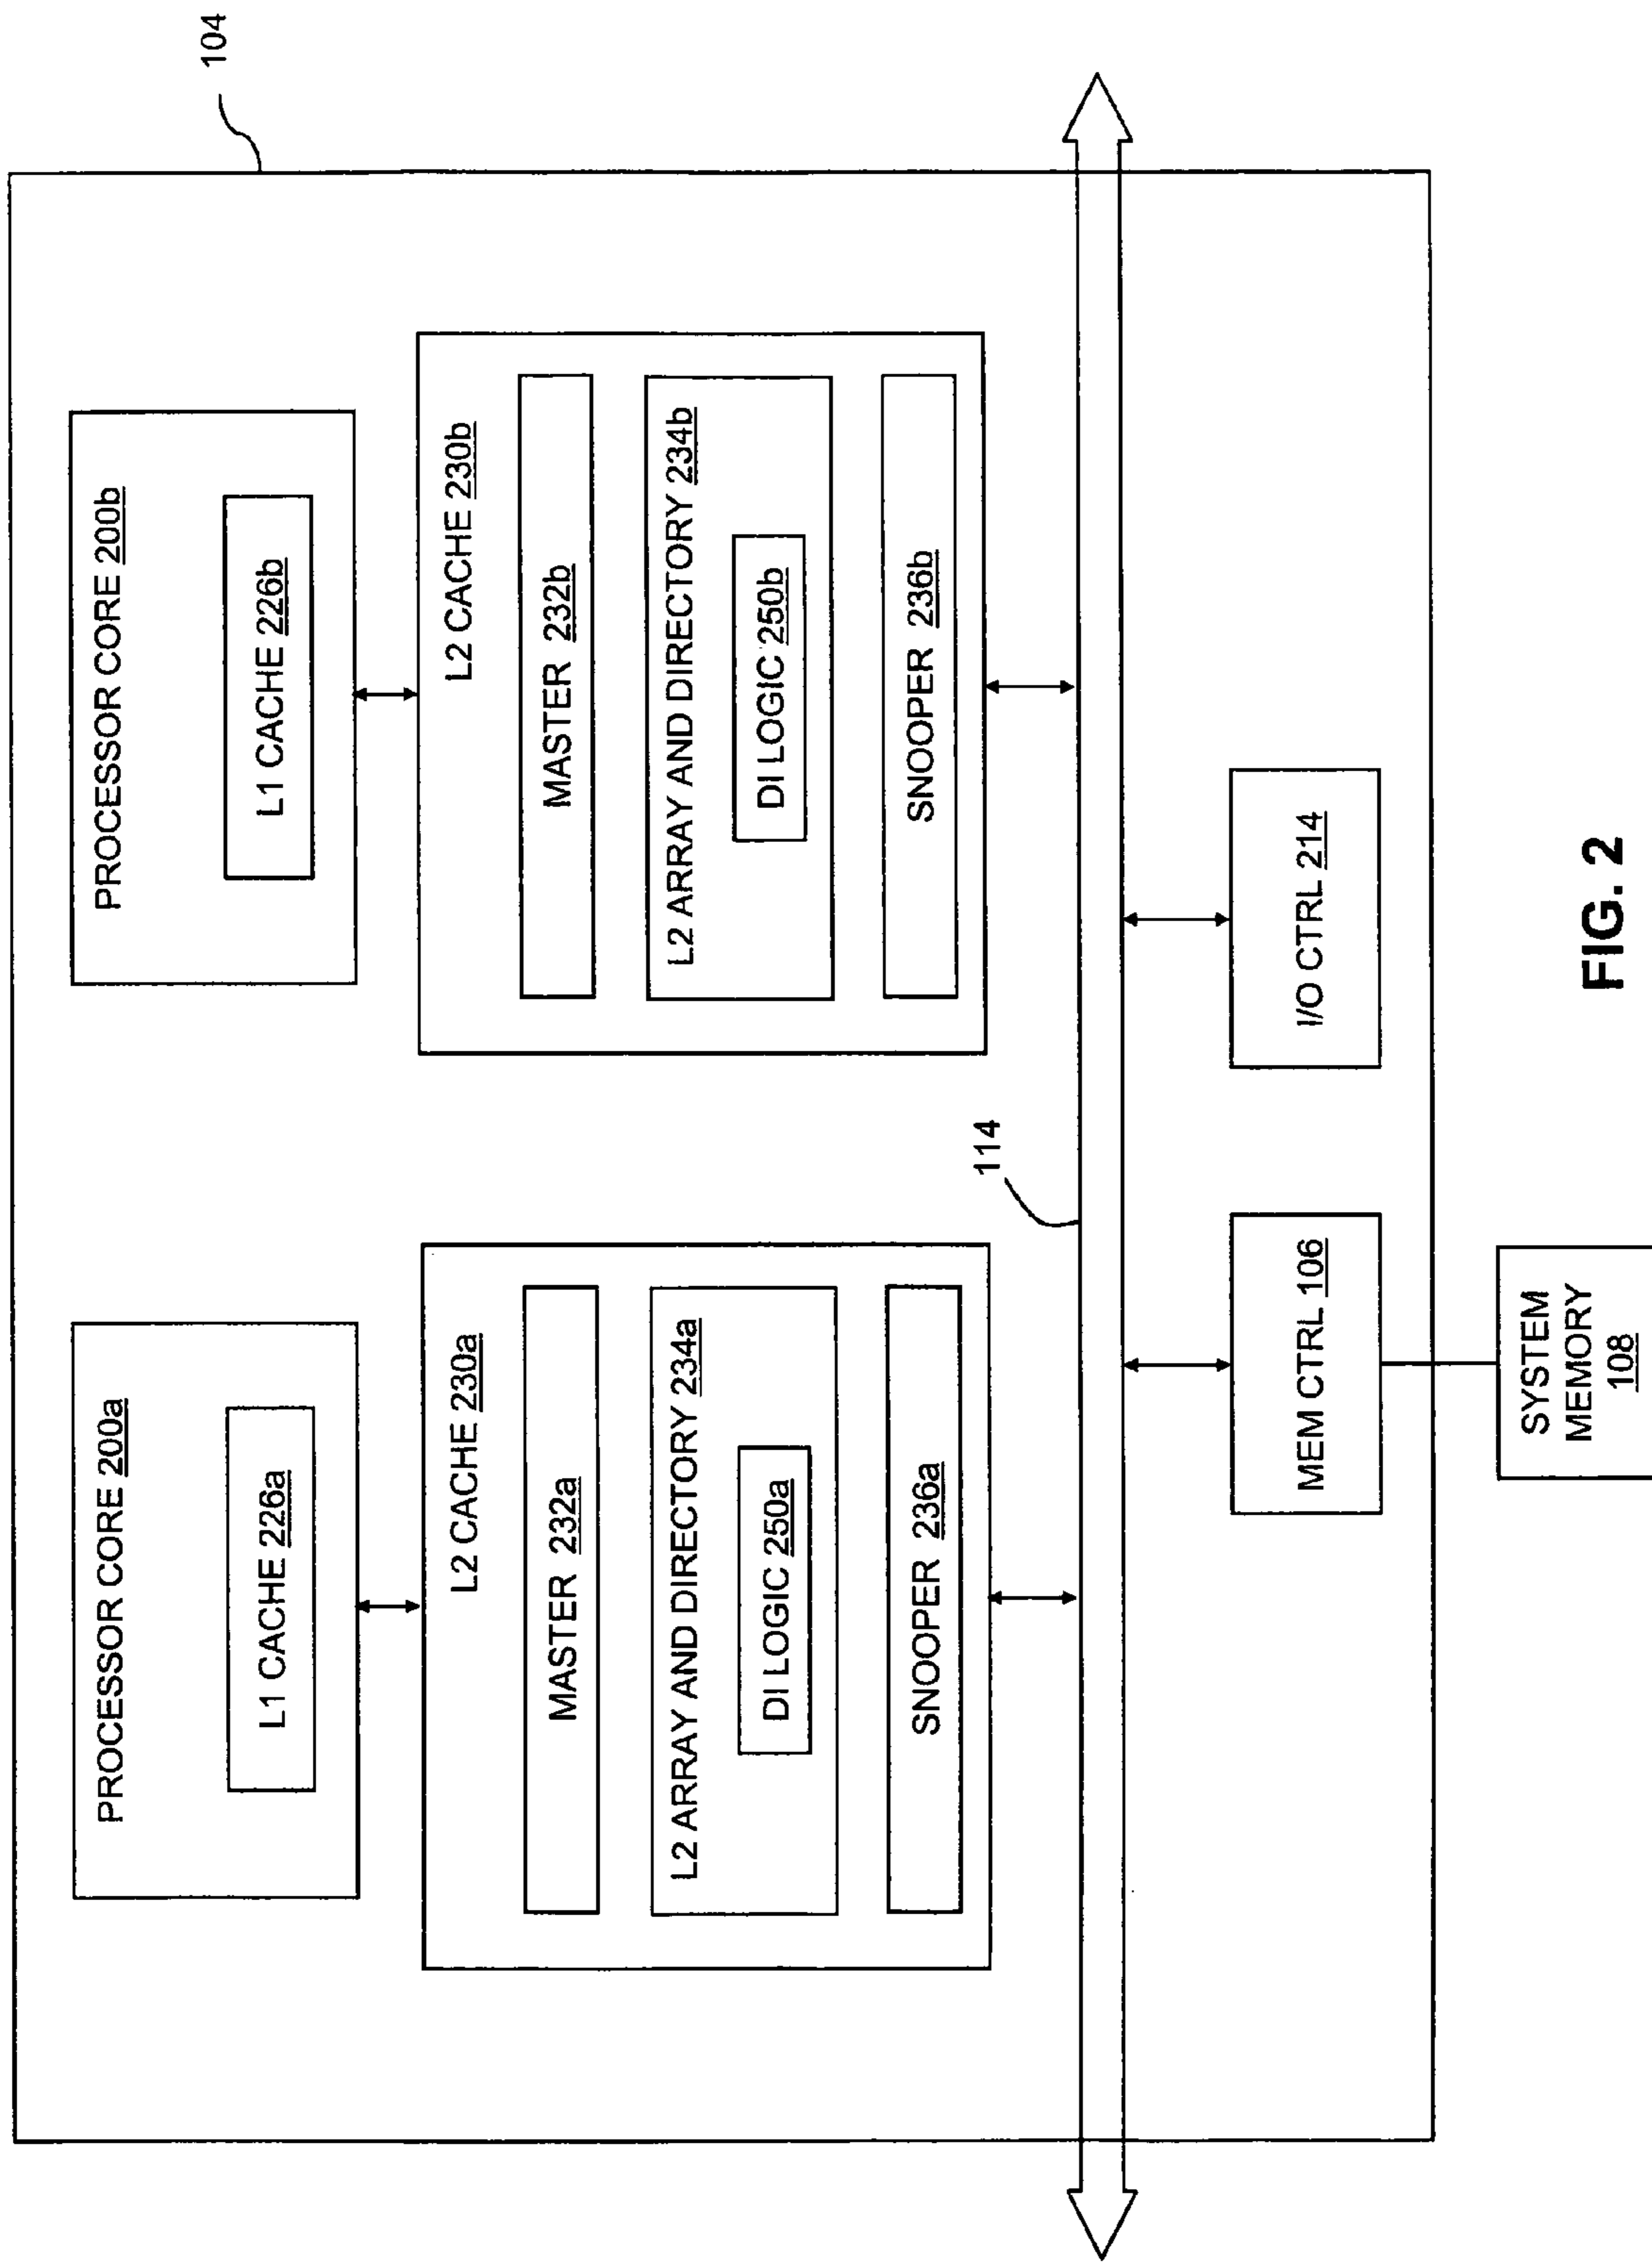 104
PROCESSOR CORE 200a
L1 CACHE 226a
PROCESSOR CORE 200b
L1 CACHE 226b
L2 CACHE 230a
MASTER 232a
L2 ARRAY AND DIRECTORY 234a
DI LOGIC 250a
SNOOPER 236a
L2 CACHE 230b
MASTER 232b
L2 ARRAY AND DIRECTORY 234b
DI LOGIC 250b
SNOOPER 236b
114
MEM CTRL 106
I/O CTRL 214
SYSTEM
MEMORY
108
FIG. 2